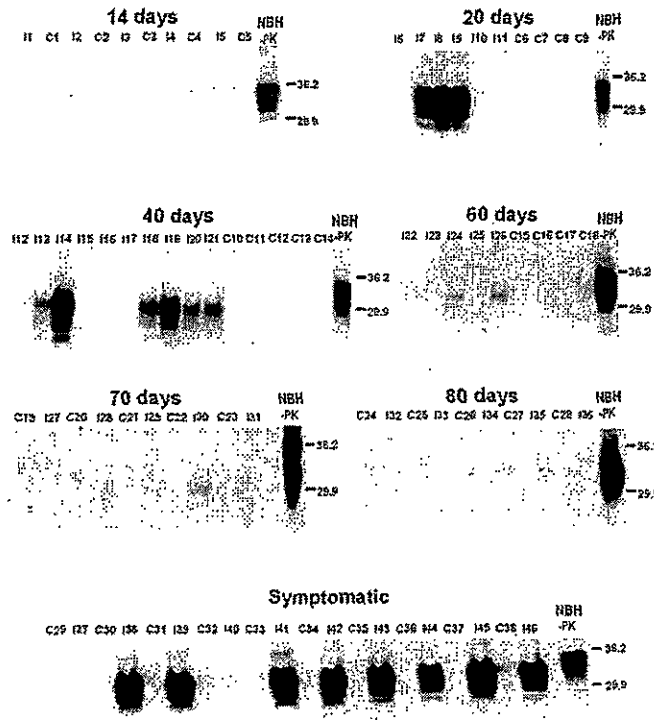 14 days
NBH
I1 C1 I2 C2 I3 C3 I4 C4 I5 C5 -PK
36.2
29.9
20 days
NBH
I6 I7 I8 I9 I10 I11 C6 C7 C8 C9 -PK
36.2
29.9
40 days
NBH
I12 I13 I14 I15 I16 I17 I18 I19 I20 I21 C10 C11 C12 C13 C14 -PK
36.2
29.9
60 days
NBH
I22 I23 I24 I25 I26 C15 C16 C17 C18 -PK
36.2
29.9
70 days
NBH
C19 I27 C20 I28 C21 I29 C22 I30 C23 I31 -PK
36.2
29.9
80 days
NBH
C24 I32 C25 I33 C26 I34 C27 I35 C28 I36 -PK
36.2
29.9
Symptomatic
NBH
C29 I37 C30 I38 C31 I39 C32 I40 C33 I41 C34 I42 C35 I43 C36 I44 C37 I45 C38 I46 -PK
36.2
29.9